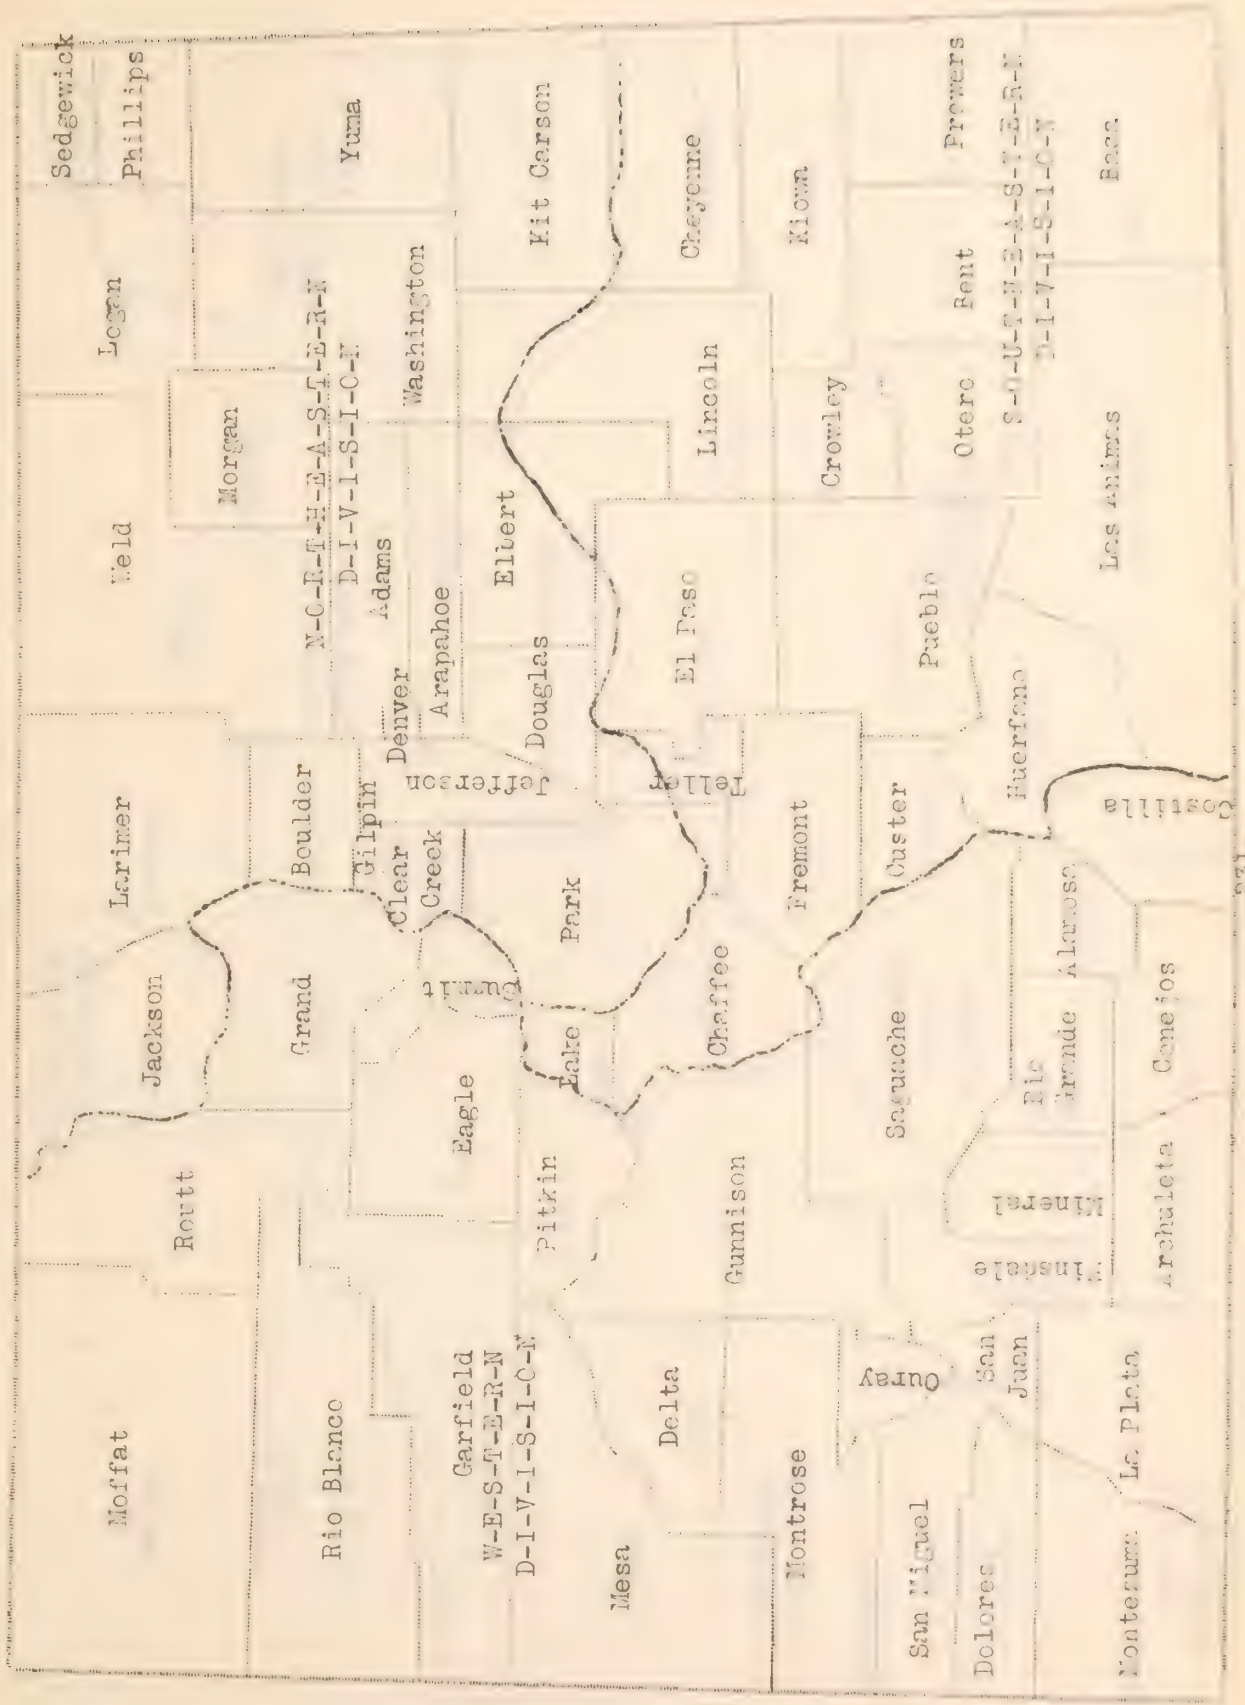 Sedgewick
Phillips
Logan
Weld
Larimer
Jackson
Routt
Moffat
Yuma
Morgan
N-O-R-T-H-E-A-S-T-E-R-N
D-I-V-I-S-I-O-N
Washington
Adams
Denver
Arapahoe
Boulder
Gilpin
Clear
Creek
Jefferson
Grand
Summit
Eagle
Rio Blanco
Garfield
W-E-S-T-E-R-N
D-I-V-I-S-I-O-N
Kit Carson
Elbert
Douglas
Park
Lake
Pitkin
Mesa
Cheyenne
Lincoln
El Paso
Teller
Chaffee
Gunnison
Delta
Kiowa
Crowley
Fremont
Montrose
Prowers
Bent
Otero
Pueblo
Custer
Saguache
Ouray
San Miguel
S-O-U-T-H-E-A-S-T-E-R-N
D-I-V-I-S-I-O-N
Huerfano
Rio
Grande
Alamosa
Mineral
Hinsdale
San
Juan
Dolores
Baca
Las Animas
Costilla
Conejos
Archuleta
La Plata
Montezuma